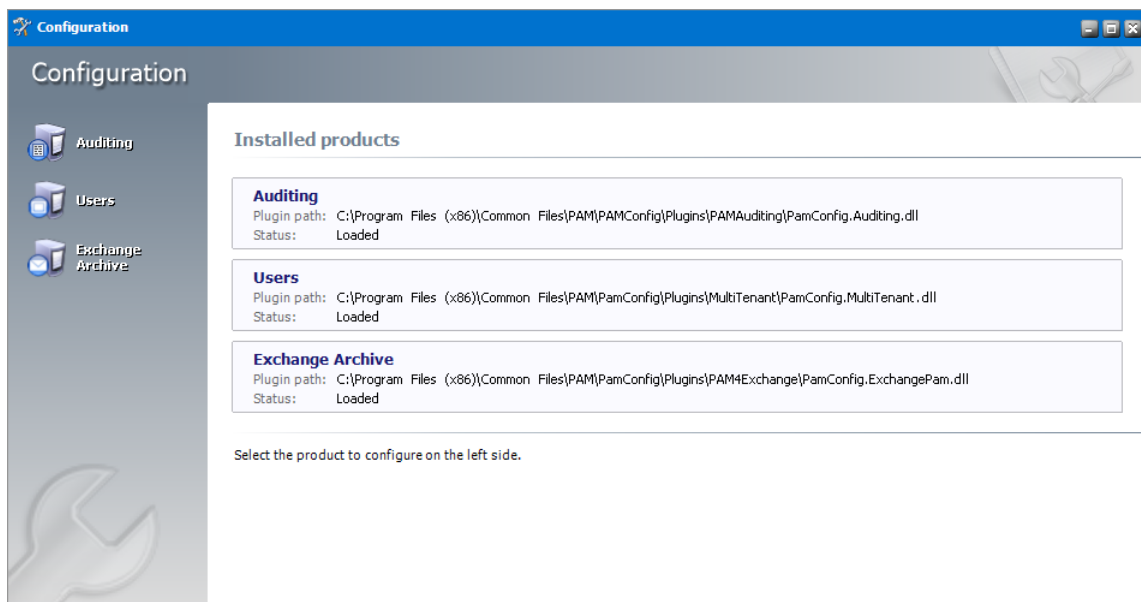 Configuration
Configuration
Auditing
Users
Exchange
Archive
Installed products
Auditing
Plugin path: C:\Program Files (x86)\Common Files\PAM\PAMConfig\Plugins\PAMAuditing\PamConfig.Auditing.dll
Status: Loaded
Users
Plugin path: C:\Program Files (x86)\Common Files\PAM\PamConfig\Plugins\MultiTenant\PamConfig.MultiTenant.dll
Status: Loaded
Exchange Archive
Plugin path: C:\Program Files (x86)\Common Files\PAM\PamConfig\Plugins\PAM4Exchange\PamConfig.ExchangePam.dll
Status: Loaded
Select the product to configure on the left side.